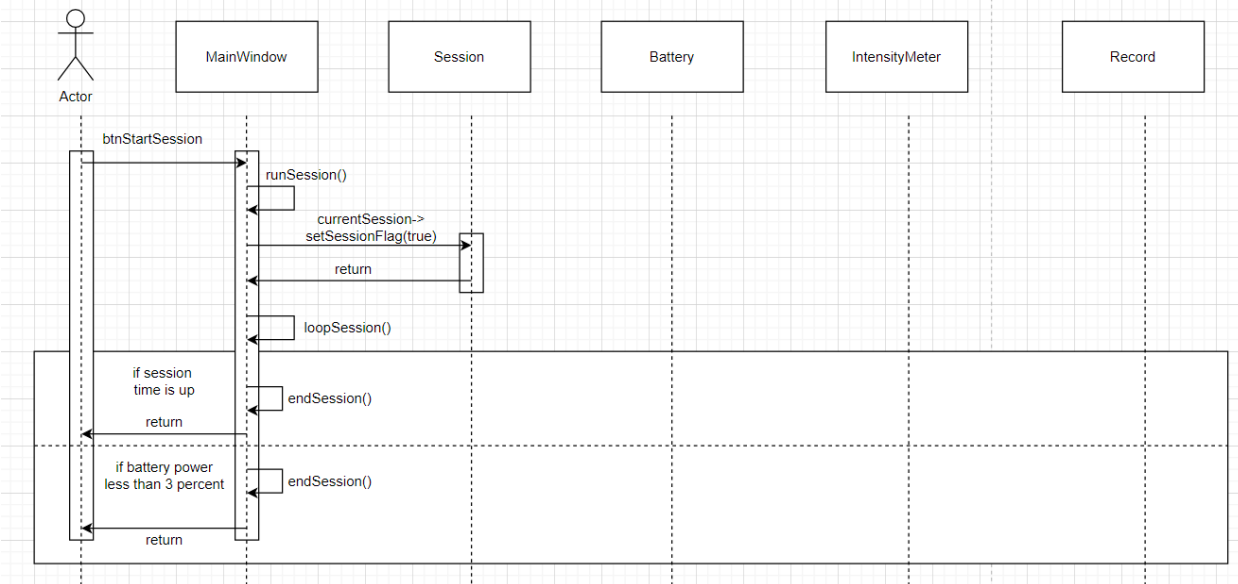 Actor
MainWindow
Session
Battery
IntensityMeter
Record
btnStartSession
runSession()
currentSession->
setSessionFlag(true)
return
loopSession()
if session
time is up
endSession()
return
if battery power
less than 3 percent
endSession()
return